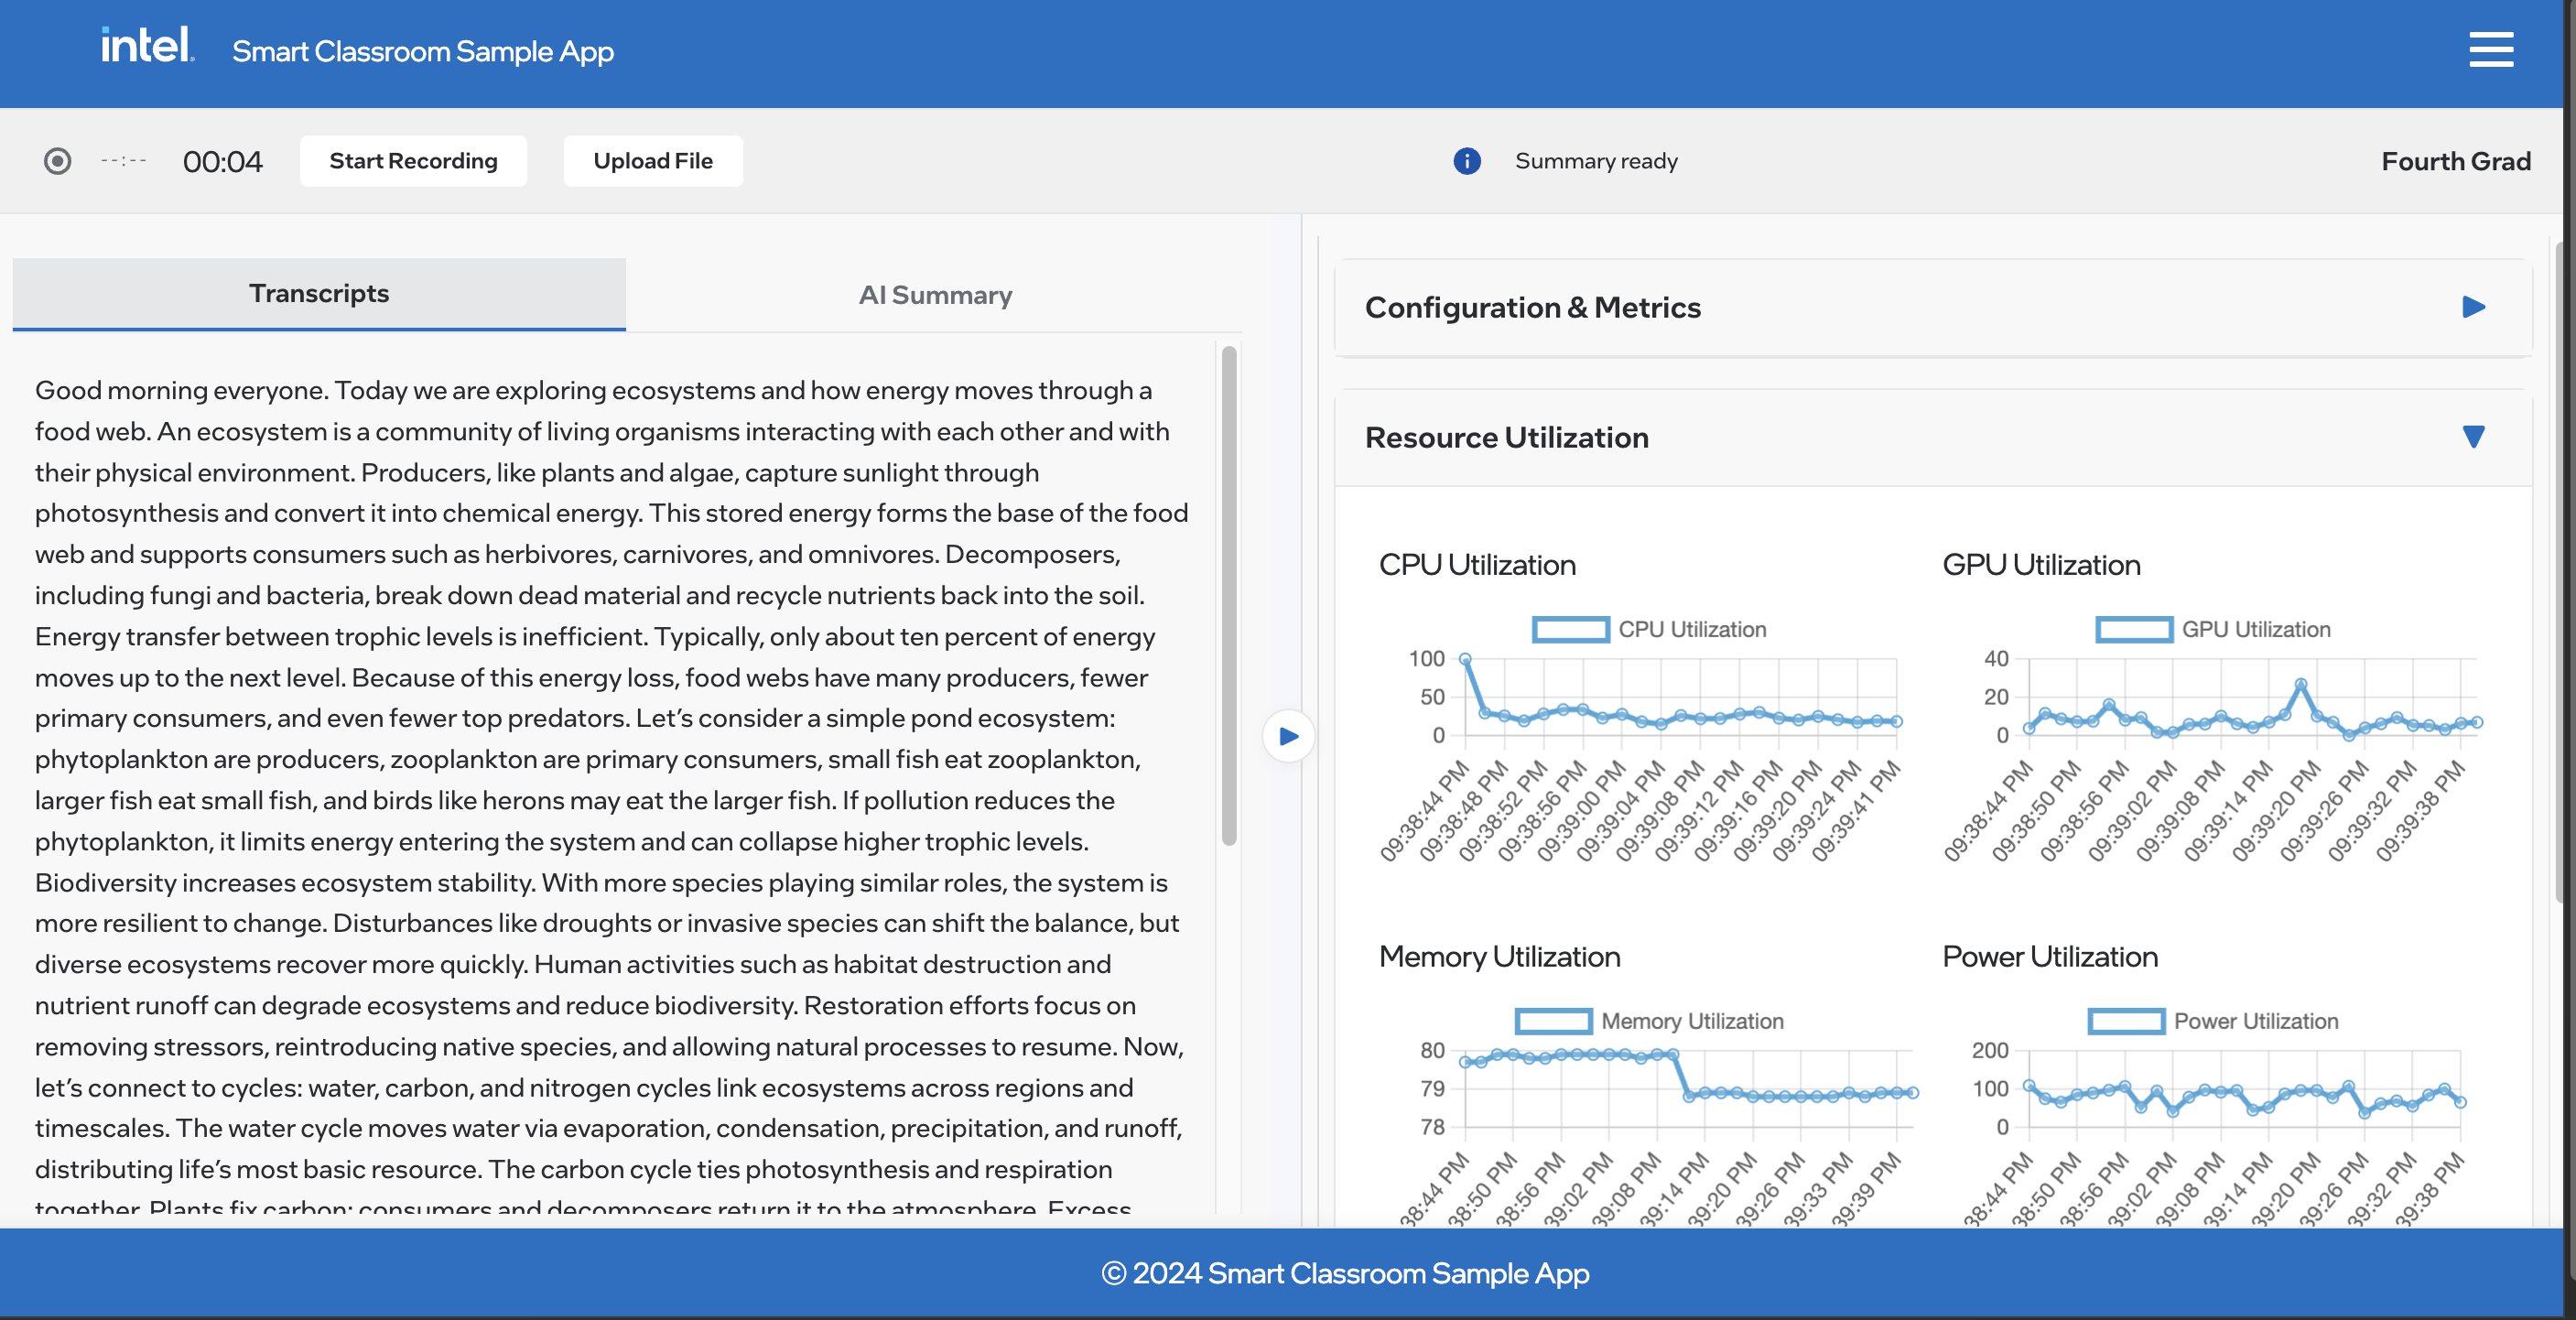 intel. Smart Classroom Sample App
--:-- 00:04 Start Recording Upload File Summary ready Fourth Grad
Transcripts AI Summary
Good morning everyone. Today we are exploring ecosystems and how energy moves through a
food web. An ecosystem is a community of living organisms interacting with each other and with
their physical environment. Producers, like plants and algae, capture sunlight through
photosynthesis and convert it into chemical energy. This stored energy forms the base of the food
web and supports consumers such as herbivores, carnivores, and omnivores. Decomposers,
including fungi and bacteria, break down dead material and recycle nutrients back into the soil.
Energy transfer between trophic levels is inefficient. Typically, only about ten percent of energy
moves up to the next level. Because of this energy loss, food webs have many producers, fewer
primary consumers, and even fewer top predators. Let’s consider a simple pond ecosystem:
phytoplankton are producers, zooplankton are primary consumers, small fish eat zooplankton,
larger fish eat small fish, and birds like herons may eat the larger fish. If pollution reduces the
phytoplankton, it limits energy entering the system and can collapse higher trophic levels.
Biodiversity increases ecosystem stability. With more species playing similar roles, the system is
more resilient to change. Disturbances like droughts or invasive species can shift the balance, but
diverse ecosystems recover more quickly. Human activities such as habitat destruction and
nutrient runoff can degrade ecosystems and reduce biodiversity. Restoration efforts focus on
removing stressors, reintroducing native species, and allowing natural processes to resume. Now,
let’s connect to cycles: water, carbon, and nitrogen cycles link ecosystems across regions and
timescales. The water cycle moves water via evaporation, condensation, precipitation, and runoff,
distributing life’s most basic resource. The carbon cycle ties photosynthesis and respiration
together. Plants fix carbon; consumers and decomposers return it to the atmosphere. Excess
Configuration & Metrics
Resource Utilization
CPU Utilization
CPU Utilization
100
50
0
09:38:44 PM 09:38:48 PM 09:38:52 PM 09:38:56 PM 09:39:00 PM 09:39:04 PM 09:39:08 PM 09:39:12 PM 09:39:16 PM 09:39:20 PM 09:39:24 PM 09:39:41 PM
GPU Utilization
GPU Utilization
40
20
0
09:38:44 PM 09:38:50 PM 09:38:56 PM 09:39:02 PM 09:39:08 PM 09:39:14 PM 09:39:20 PM 09:39:26 PM 09:39:32 PM 09:39:38 PM
Memory Utilization
Memory Utilization
80
79
78
38:44 PM 38:50 PM 38:56 PM 39:02 PM 39:08 PM 39:14 PM 39:20 PM 39:26 PM 39:33 PM 39:39 PM
Power Utilization
Power Utilization
200
100
0
38:44 PM 38:50 PM 38:56 PM 39:02 PM 39:08 PM 39:14 PM 39:20 PM 39:26 PM 39:32 PM 39:38 PM
© 2024 Smart Classroom Sample App